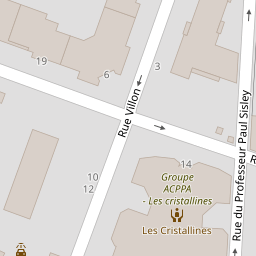 19
6
3
Rue Villon
Rue du Professeur Paul Sisley
14
Groupe
ACPPA
- Les cristallines
Les Cristallines
10
12